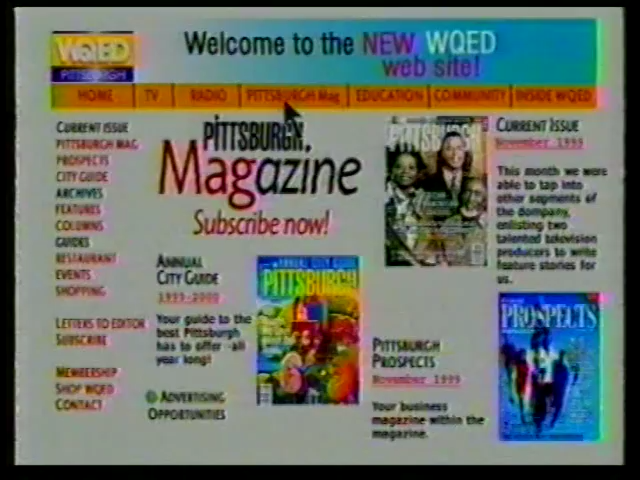 WQED
PITTSBURGH
Welcome to the NEW WQED
web site!
HOME TV RADIO PITTSBURGH Mag EDUCATION COMMUNITY INSIDE WQED
CURRENT ISSUE
PITTSBURGH MAG
PROSPECTS
CITY GUIDE
ARCHIVES
FEATURES
COLUMNS
GUIDES
RESTAURANT
EVENTS
SHOPPING
LETTERS TO EDITOR
SUBSCRIBE
MEMBERSHIP
SHOP WQED
CONTACT
PITTSBURGH
Magazine
Subscribe now!
ANNUAL
CITY GUIDE
1999-2000
Your guide to the
best Pittsburgh
has to offer -all
year long!
ADVERTISING
OPPORTUNITIES
ANNUAL CITY GUIDE
PITTSBURGH
PITTSBURGH
CURRENT ISSUE
November 1999
This month we were
able to tap into
other segments of
the dompany,
enlisting two
talented television
producers to write
feature stories for
us.
PITTSBURGH
PROSPECTS
November 1999
Your business
magazine within the
magazine.
PROSPECTS